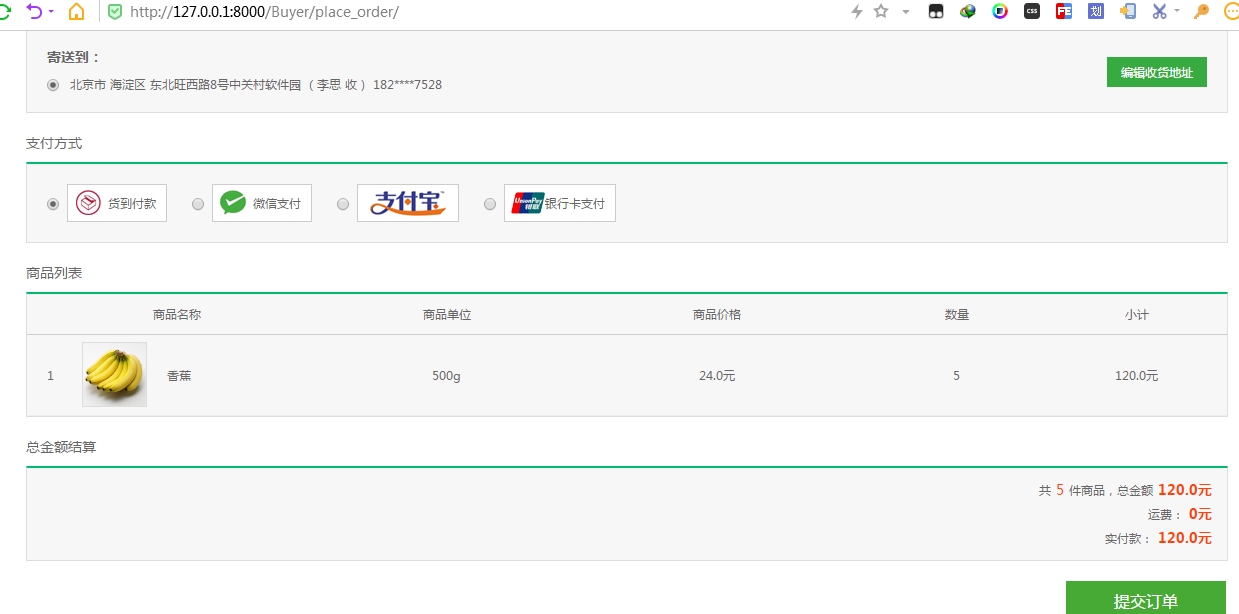 http://127.0.0.1:8000/Buyer/place_order/
CSS
FE
划
寄送到：
北京市 海淀区 东北旺西路8号中关村软件园 （ 李思 收 ） 182****7528
编辑收货地址
支付方式
货到付款
微信支付
支付宝
UnionPay 银联
银行卡支付
商品列表
商品名称 商品单位 商品价格 数量 小计
1 香蕉 500g 24.0元 5 120.0元
总金额结算
共 5 件商品，总金额 120.0元
运费： 0元
实付款： 120.0元
提交订单